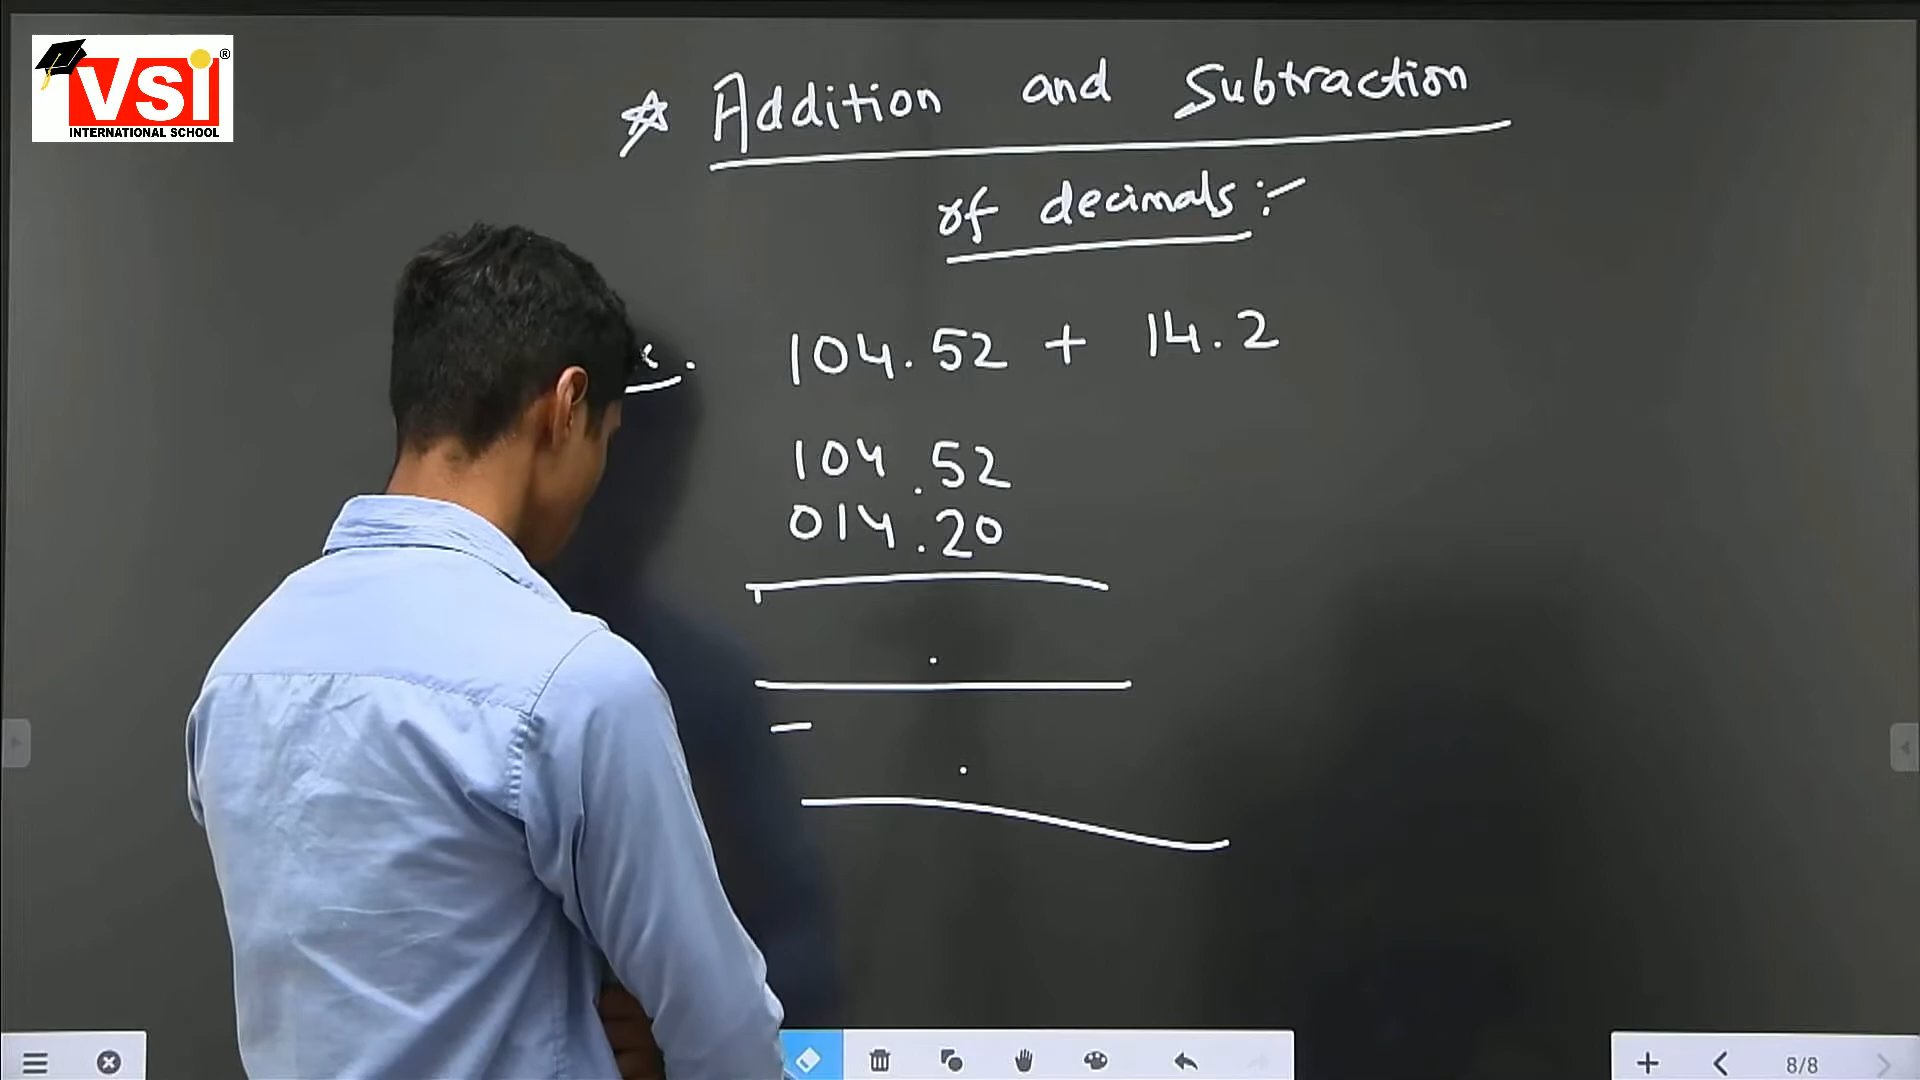 VSI®
INTERNATIONAL SCHOOL
☆ Addition and Subtraction
of decimals :-
104.52 + 14.2
104.52
014.20
.
–
.
8/8